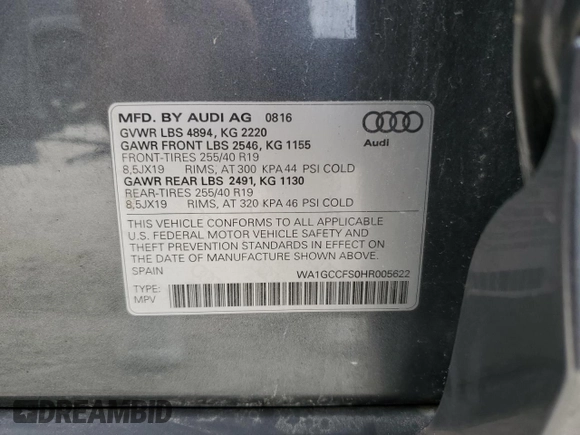 MFD. BY AUDI AG 0816
GVWR LBS 4894, KG 2220
GAWR FRONT LBS 2546, KG 1155
FRONT-TIRES 255/40 R19
8,5JX19 RIMS, AT 300 KPA 44 PSI COLD
GAWR REAR LBS 2491, KG 1130
REAR-TIRES 255/40 R19
8,5JX19 RIMS, AT 320 KPA 46 PSI COLD
THIS VEHICLE CONFORMS TO ALL APPLICABLE
U.S. FEDERAL MOTOR VEHICLE SAFETY AND
THEFT PREVENTION STANDARDS IN EFFECT ON
THE DATE OF MANUFACTURE SHOWN ABOVE.
SPAIN WA1GCCFS0HR005622
TYPE:
MPV
Audi
DREAMBID